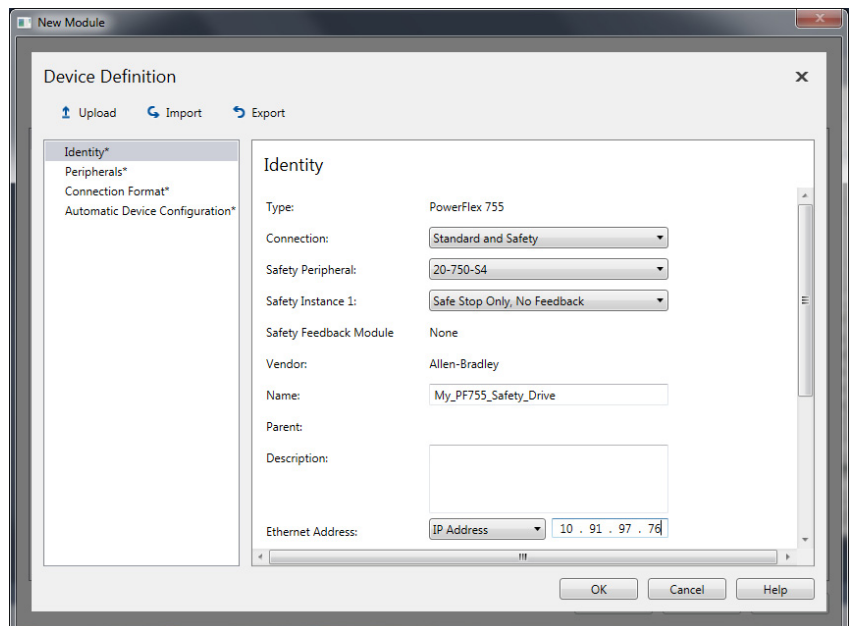 New Module
Device Definition
Upload Import Export
Identity*
Peripherals*
Connection Format*
Automatic Device Configuration*
Identity
Type: PowerFlex 755
Connection: Standard and Safety
Safety Peripheral: 20-750-S4
Safety Instance 1: Safe Stop Only, No Feedback
Safety Feedback Module None
Vendor: Allen-Bradley
Name: My_PF755_Safety_Drive
Parent:
Description:
Ethernet Address: IP Address 10 . 91 . 97 . 76
OK Cancel Help